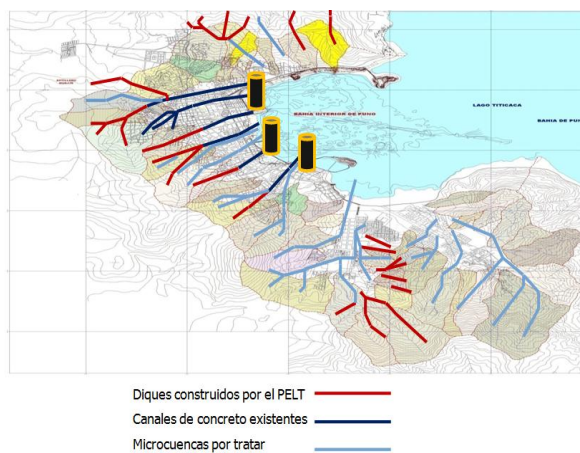 LAGO TITICACA
BAHIA INTERIOR DE PUNO
BAHIA DE PUNO
Diques construidos por el PELT
Canales de concreto existentes
Microcuencas por tratar